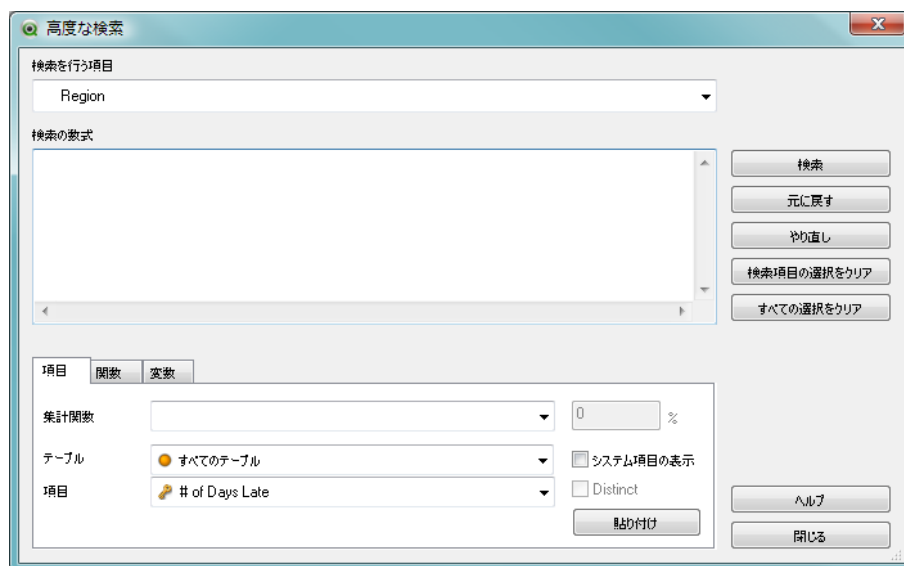 高度な検索
検索を行う項目
Region
検索の数式
検索
元に戻す
やり直し
検索項目の選択をクリア
すべての選択をクリア
項目 関数 変数
集計関数 0 %
テーブル すべてのテーブル システム項目の表示
項目 # of Days Late Distinct
貼り付け
ヘルプ
閉じる